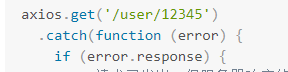 axios.get('/user/12345')
  .catch(function (error) {
    if (error.response) {